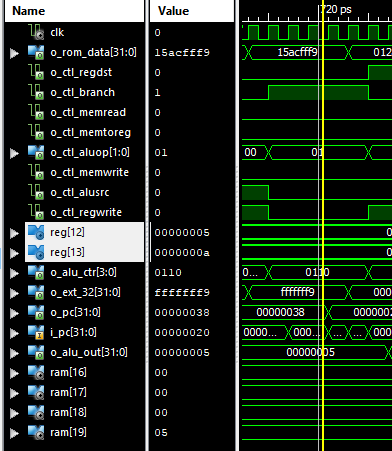 Name Value 720 ps
clk 0
o_rom_data[31:0] 15acfff9 15acfff9 012
o_ctl_regdst 0
o_ctl_branch 1
o_ctl_memread 0
o_ctl_memtoreg 0
o_ctl_aluop[1:0] 01 00 01
o_ctl_memwrite 0
o_ctl_alusrc 0
o_ctl_regwrite 0
reg[12] 00000005 0
reg[13] 0000000a 0
o_alu_ctr[3:0] 0110 0... 0110
o_ext_32[31:0] fffffff9 fffffff9 000
o_pc[31:0] 00000038 00000038 0000002
i_pc[31:0] 00000020 0000... 0000...
o_alu_out[31:0] 00000005 00000005
ram[16] 00
ram[17] 00
ram[18] 00
ram[19] 05